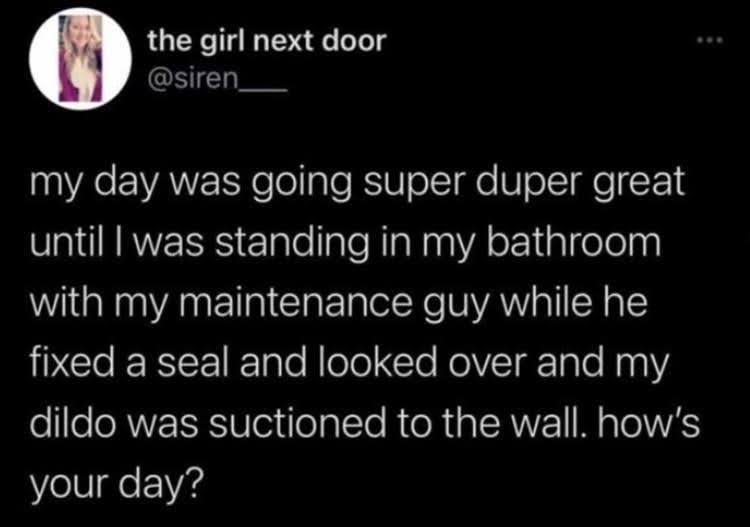 the girl next door
@siren___
my day was going super duper great
until I was standing in my bathroom
with my maintenance guy while he
fixed a seal and looked over and my
dildo was suctioned to the wall. how's
your day?